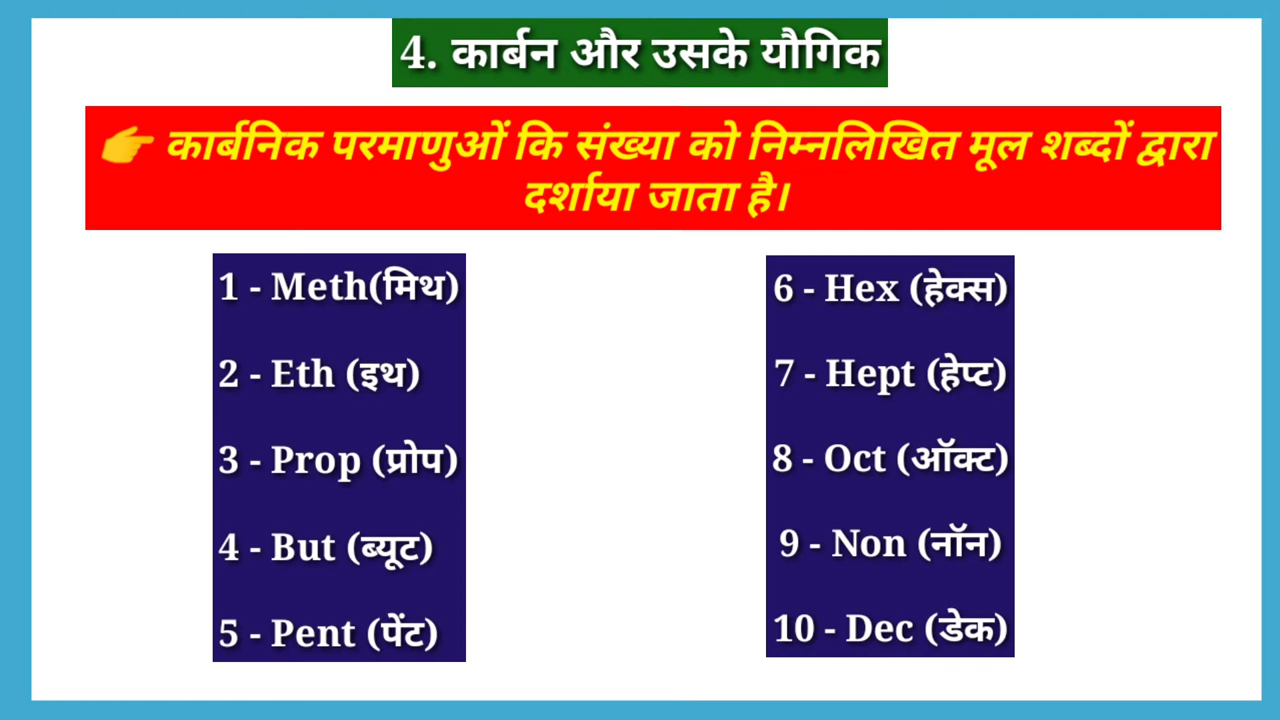 4. कार्बन और उसके यौगिक
👉 कार्बनिक परमाणुओं कि संख्या को निम्नलिखित मूल शब्दों द्वारा
दर्शाया जाता है।
1 - Meth(मिथ)
2 - Eth (इथ)
3 - Prop (प्रोप)
4 - But (ब्यूट)
5 - Pent (पेंट)
6 - Hex (हेक्स)
7 - Hept (हेप्ट)
8 - Oct (ऑक्ट)
9 - Non (नॉन)
10 - Dec (डेक)